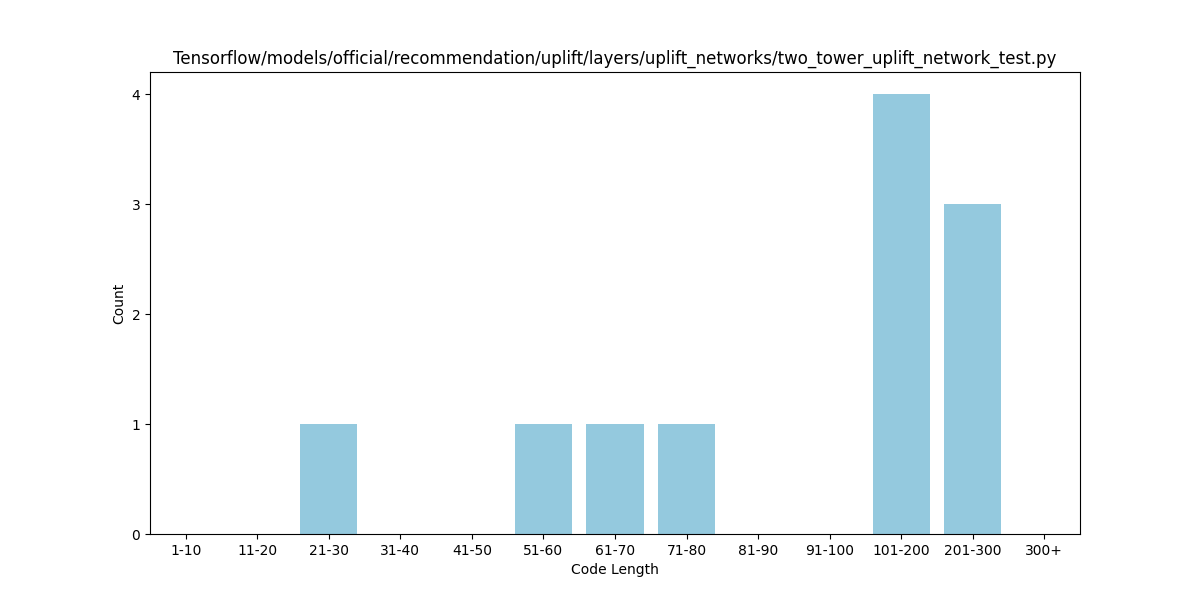 Tensorflow/models/official/recommendation/uplift/layers/uplift_networks/two_tower_uplift_network_test.py
4
3
2
1
0
Count
1-10 11-20 21-30 31-40 41-50 51-60 61-70 71-80 81-90 91-100 101-200 201-300 300+
Code Length